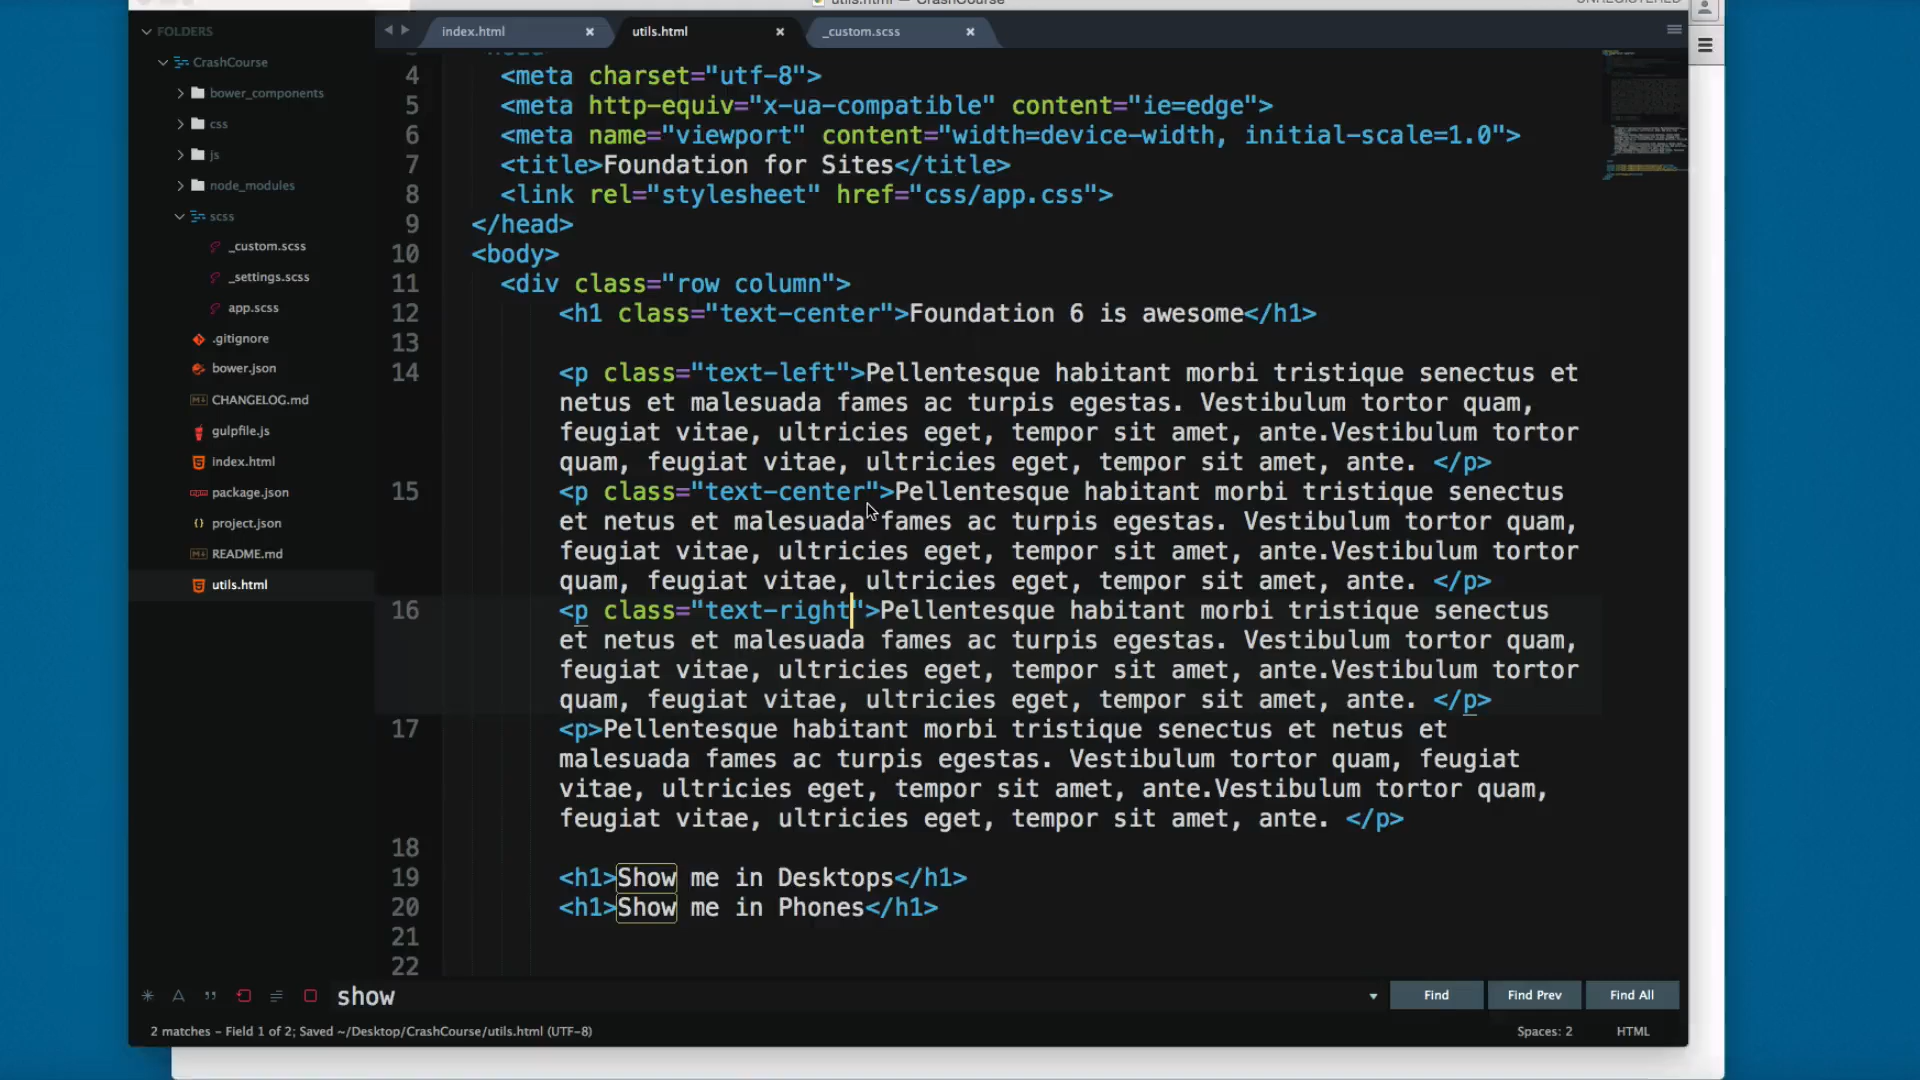 utils.html — CrashCourse
UNREGISTERED
FOLDERS
CrashCourse
bower_components
css
js
node_modules
scss
_custom.scss
_settings.scss
app.scss
.gitignore
bower.json
CHANGELOG.md
gulpfile.js
index.html
package.json
project.json
README.md
utils.html
index.html
utils.html
_custom.scss
4 <meta charset="utf-8">
5 <meta http-equiv="x-ua-compatible" content="ie=edge">
6 <meta name="viewport" content="width=device-width, initial-scale=1.0">
7 <title>Foundation for Sites</title>
8 <link rel="stylesheet" href="css/app.css">
9 </head>
10 <body>
11 <div class="row column">
12 <h1 class="text-center">Foundation 6 is awesome</h1>
13
14 <p class="text-left">Pellentesque habitant morbi tristique senectus et
netus et malesuada fames ac turpis egestas. Vestibulum tortor quam,
feugiat vitae, ultricies eget, tempor sit amet, ante.Vestibulum tortor
quam, feugiat vitae, ultricies eget, tempor sit amet, ante. </p>
15 <p class="text-center">Pellentesque habitant morbi tristique senectus
et netus et malesuada fames ac turpis egestas. Vestibulum tortor quam,
feugiat vitae, ultricies eget, tempor sit amet, ante.Vestibulum tortor
quam, feugiat vitae, ultricies eget, tempor sit amet, ante. </p>
16 <p class="text-right">Pellentesque habitant morbi tristique senectus
et netus et malesuada fames ac turpis egestas. Vestibulum tortor quam,
feugiat vitae, ultricies eget, tempor sit amet, ante.Vestibulum tortor
quam, feugiat vitae, ultricies eget, tempor sit amet, ante. </p>
17 <p>Pellentesque habitant morbi tristique senectus et netus et
malesuada fames ac turpis egestas. Vestibulum tortor quam, feugiat
vitae, ultricies eget, tempor sit amet, ante.Vestibulum tortor quam,
feugiat vitae, ultricies eget, tempor sit amet, ante. </p>
18
19 <h1>Show me in Desktops</h1>
20 <h1>Show me in Phones</h1>
21
22
show
Find
Find Prev
Find All
2 matches – Field 1 of 2; Saved ~/Desktop/CrashCourse/utils.html (UTF-8)
Spaces: 2
HTML